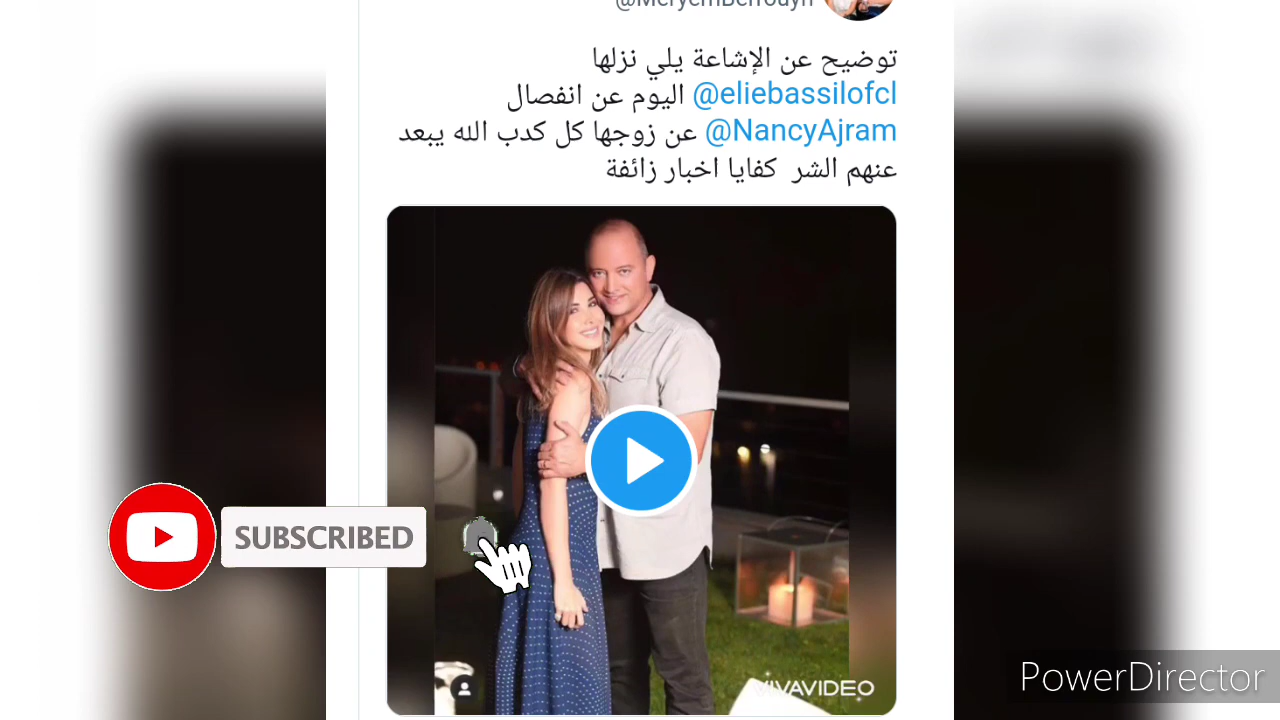 @MeryemBerrouyn
توضيح عن الإشاعة يلي نزلها
@eliebassilofcl اليوم عن انفصال
@NancyAjram عن زوجها كل كدب الله يبعد
عنهم الشر كفايا اخبار زائفة
SUBSCRIBED
VIVAVIDEO
PowerDirector